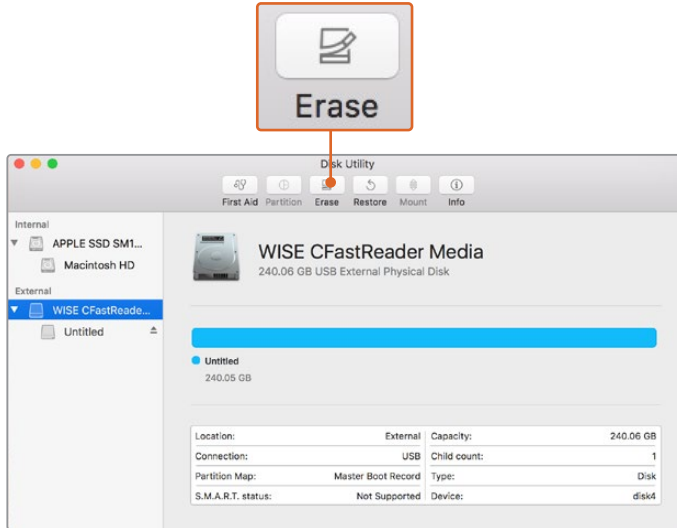 Erase
Disk Utility
First Aid Partition Erase Restore Mount Info
Internal
APPLE SSD SM1...
Macintosh HD
External
WISE CFastReade...
Untitled
WISE CFastReader Media
240.06 GB USB External Physical Disk
Untitled
240.05 GB
Location: External Capacity: 240.06 GB
Connection: USB Child count: 1
Partition Map: Master Boot Record Type: Disk
S.M.A.R.T. status: Not Supported Device: disk4